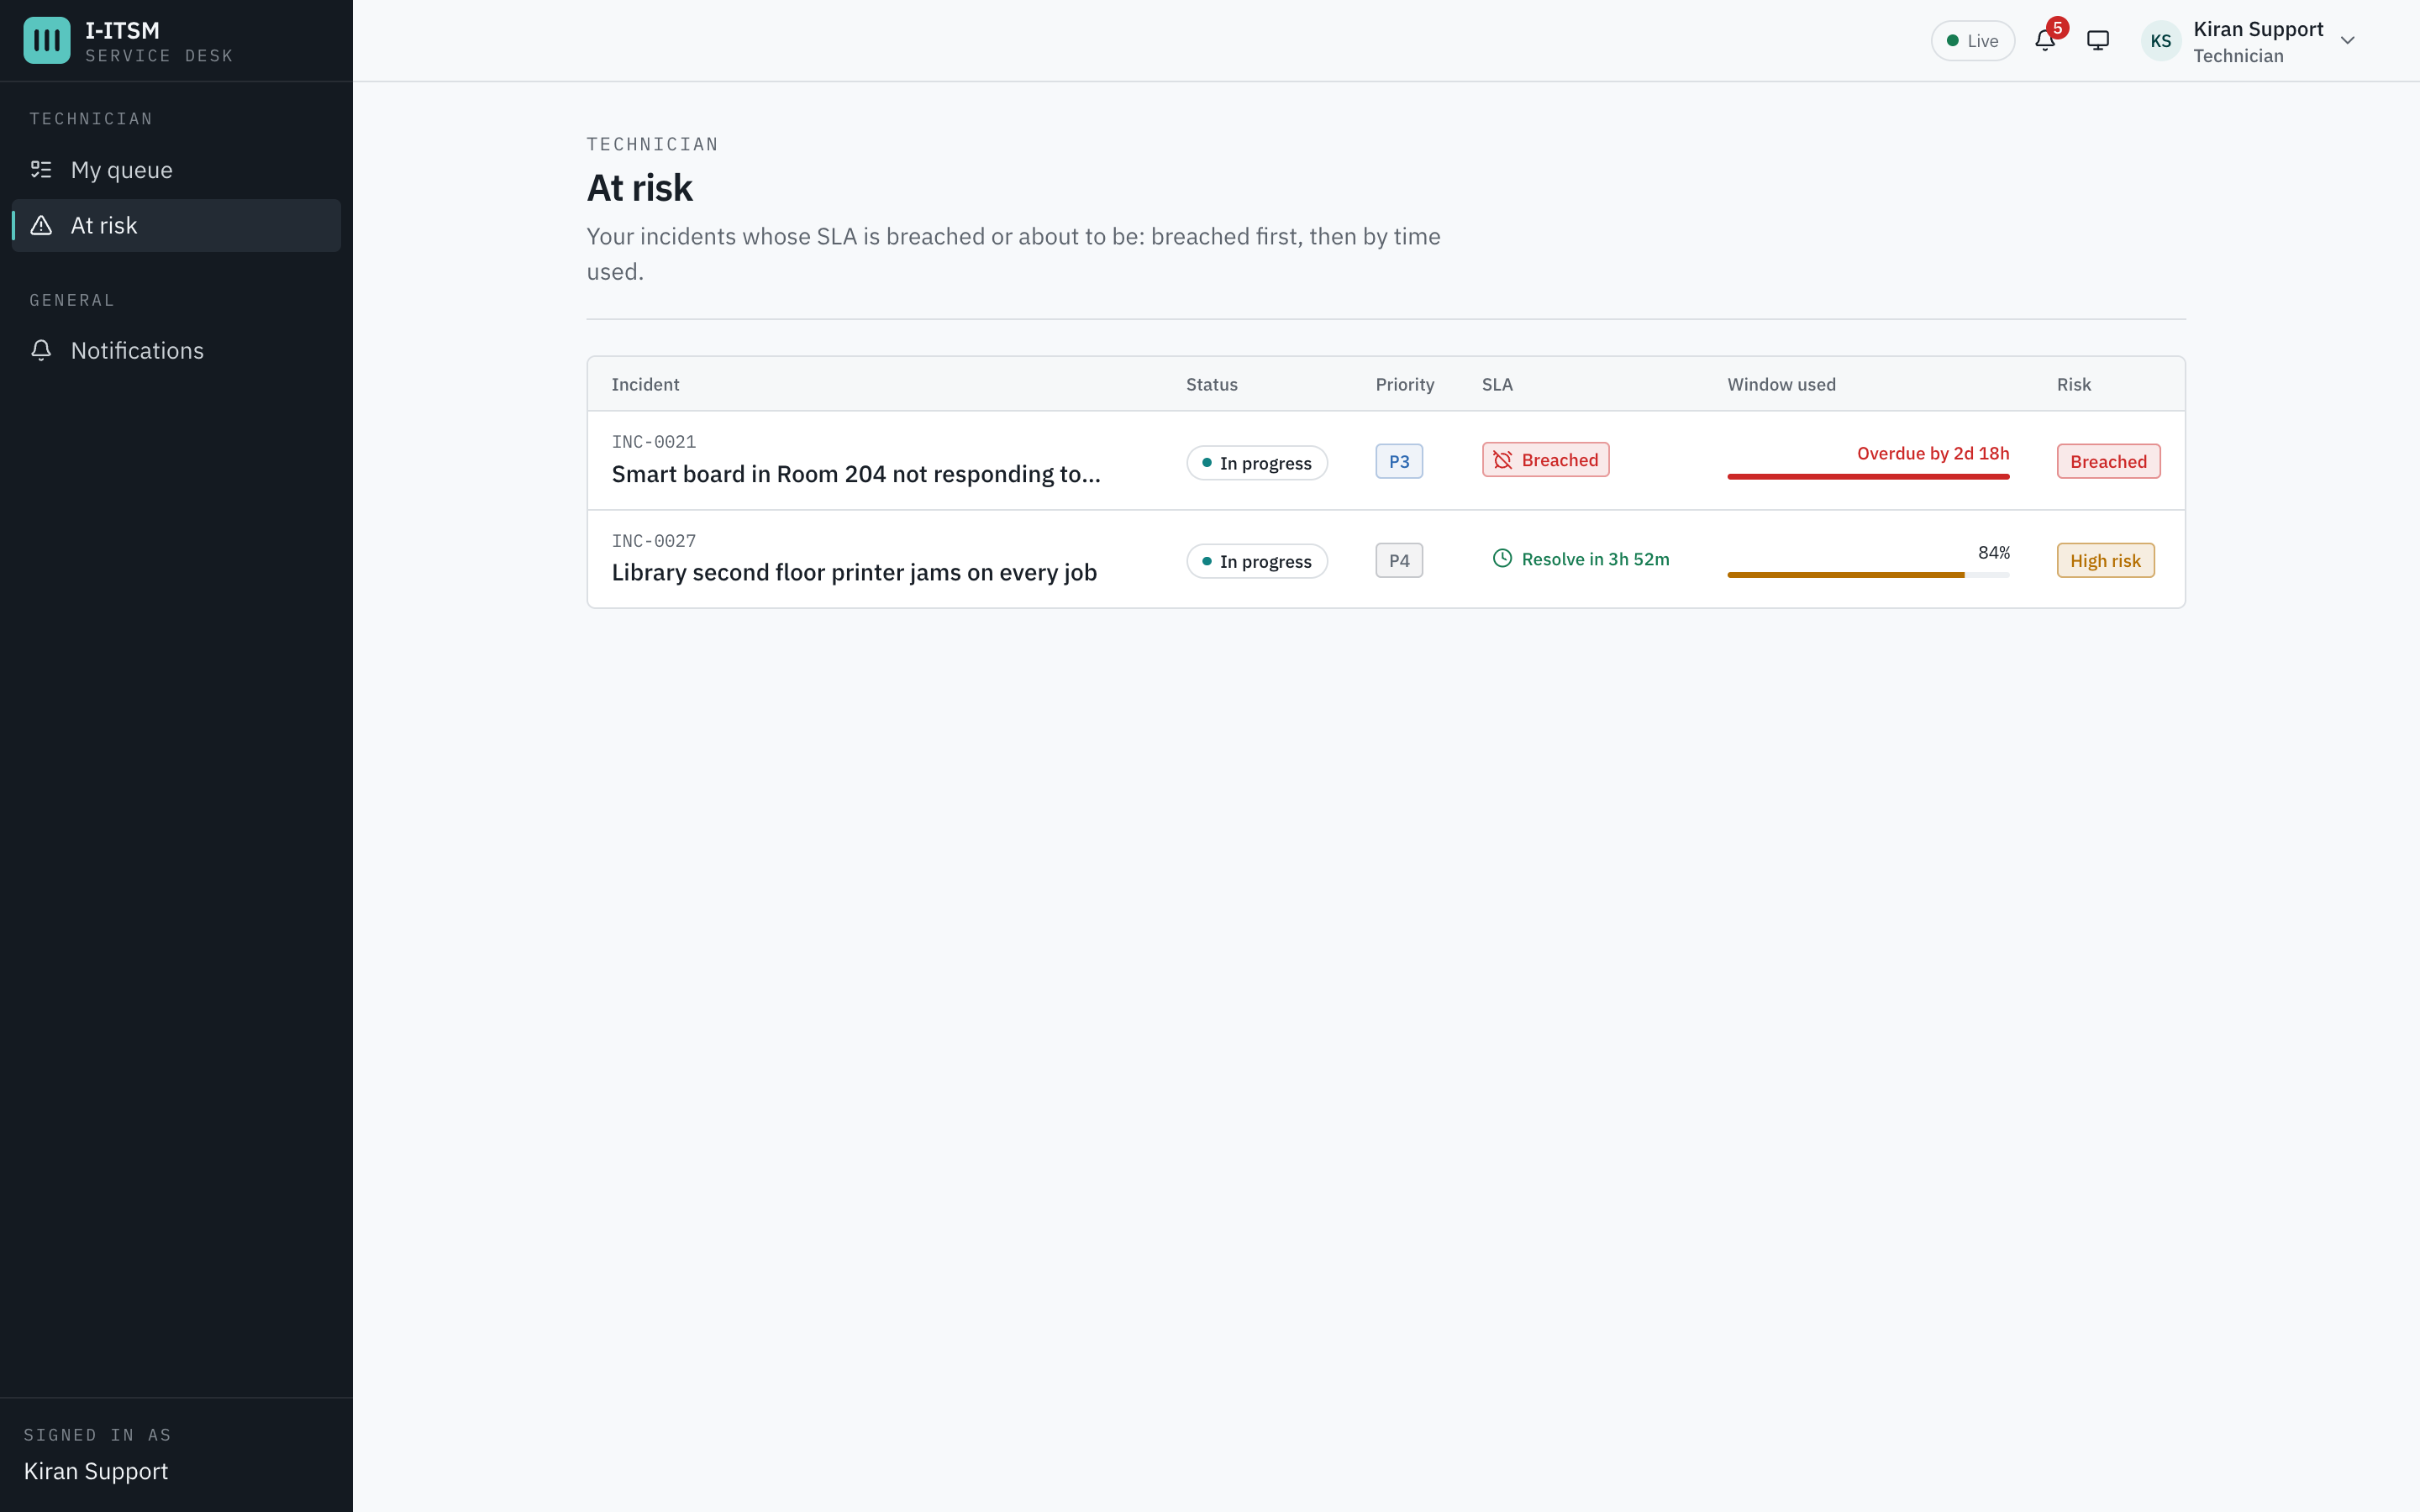 I-ITSM
SERVICE DESK
TECHNICIAN
My queue
At risk
GENERAL
Notifications
SIGNED IN AS
Kiran Support
Live
5
KS
Kiran Support
Technician
TECHNICIAN
At risk
Your incidents whose SLA is breached or about to be: breached first, then by time
used.
Incident Status Priority SLA Window used Risk
INC-0021
Smart board in Room 204 not responding to... In progress P3 Breached Overdue by 2d 18h Breached
INC-0027
Library second floor printer jams on every job In progress P4 Resolve in 3h 52m 84% High risk